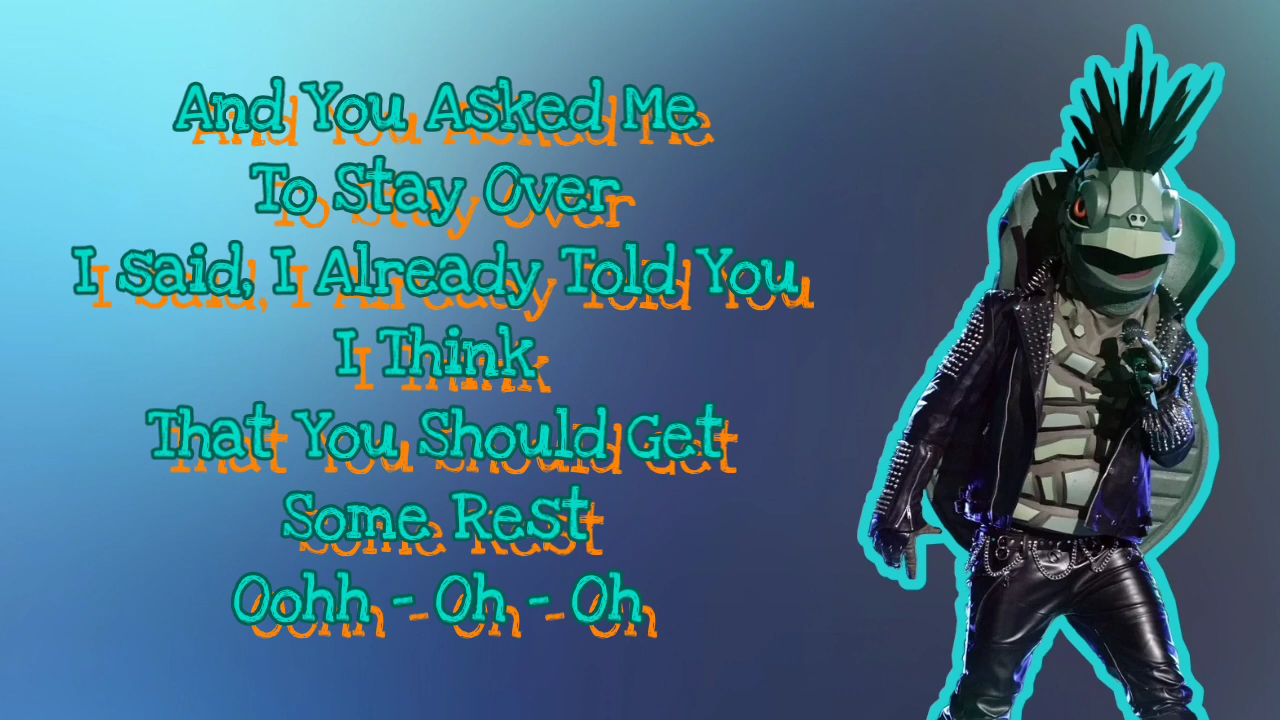 And You Asked Me
To Stay Over
I said, I Already Told You
I Think
That You Should Get
Some Rest
Oohh - Oh - Oh